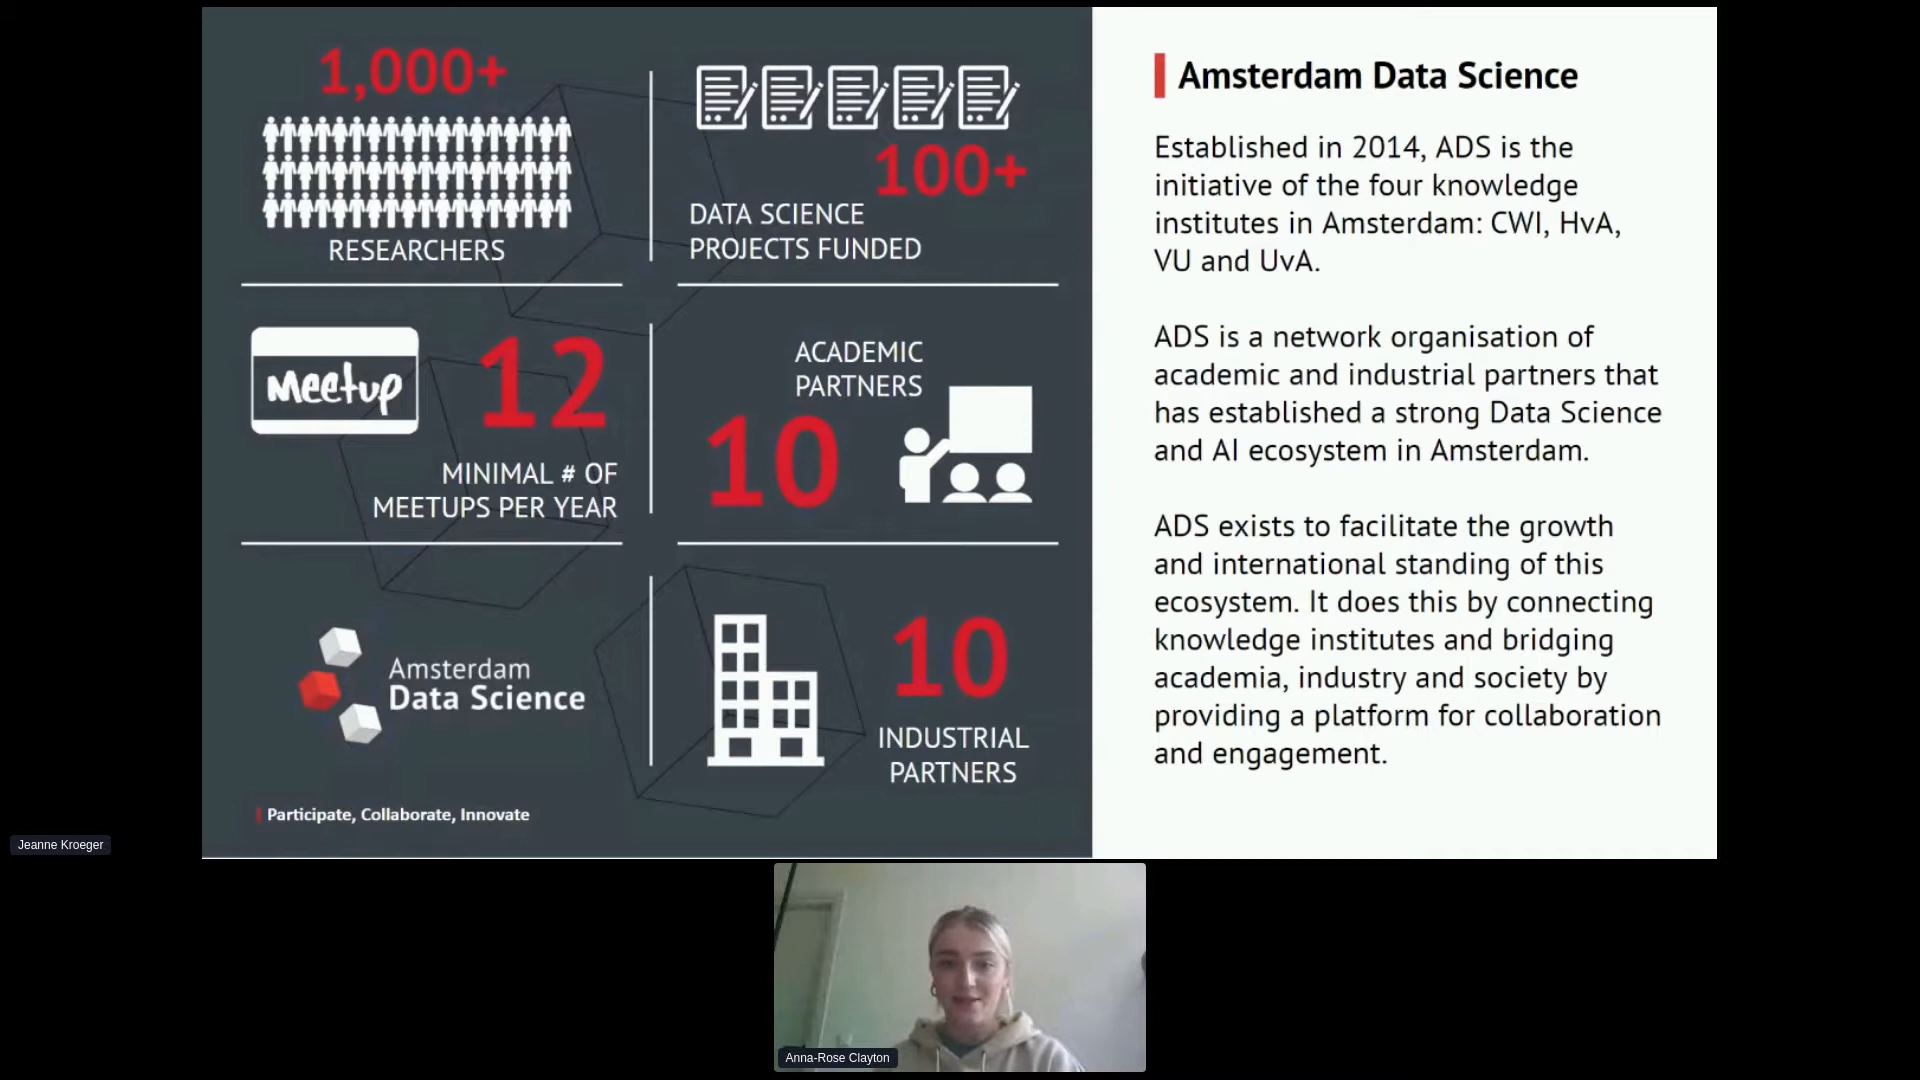 1,000+
RESEARCHERS
100+
DATA SCIENCE
PROJECTS FUNDED
Meetup
12
MINIMAL # OF
MEETUPS PER YEAR
ACADEMIC
PARTNERS
10
Amsterdam
Data Science
10
INDUSTRIAL
PARTNERS
Participate, Collaborate, Innovate
Amsterdam Data Science
Established in 2014, ADS is the
initiative of the four knowledge
institutes in Amsterdam: CWI, HvA,
VU and UvA.
ADS is a network organisation of
academic and industrial partners that
has established a strong Data Science
and AI ecosystem in Amsterdam.
ADS exists to facilitate the growth
and international standing of this
ecosystem. It does this by connecting
knowledge institutes and bridging
academia, industry and society by
providing a platform for collaboration
and engagement.
Jeanne Kroeger
Anna-Rose Clayton